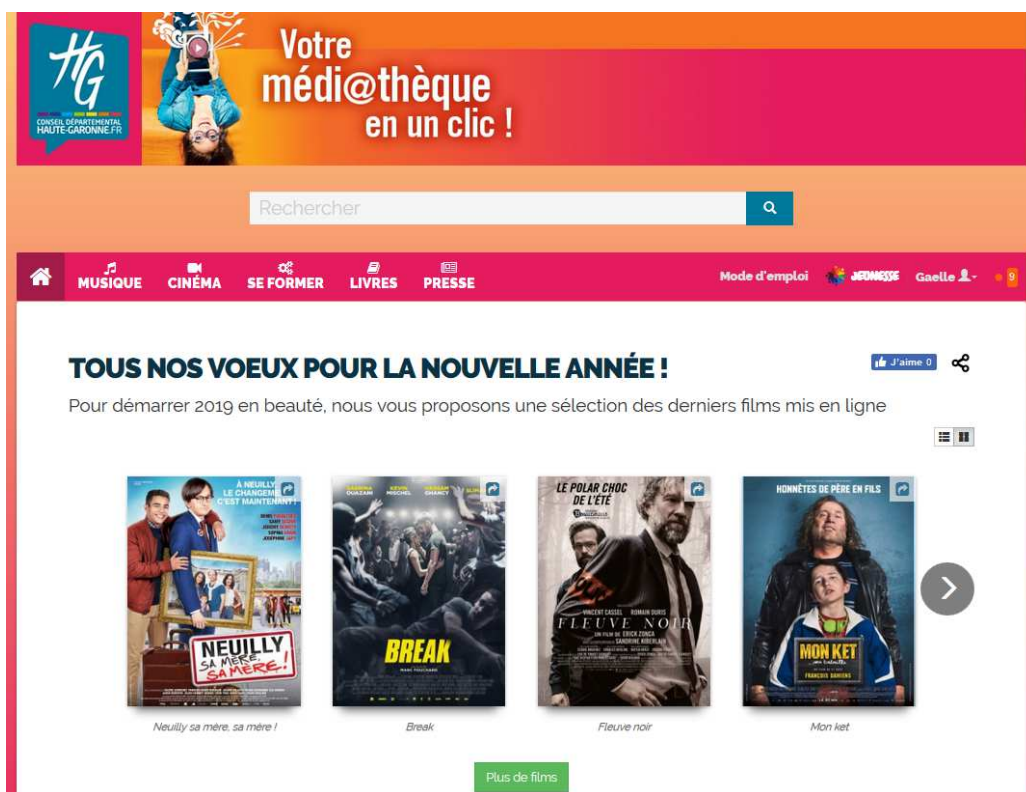 HG
CONSEIL DÉPARTEMENTAL
HAUTE-GARONNE.FR
Votre
médi@thèque
en un clic !
Rechercher
MUSIQUE
CINÉMA
SE FORMER
LIVRES
PRESSE
Mode d'emploi
JEUNESSE
Gaelle
9
TOUS NOS VOEUX POUR LA NOUVELLE ANNÉE !
J'aime 0
Pour démarrer 2019 en beauté, nous vous proposons une sélection des derniers films mis en ligne
À NEUILLY,
LE CHANGEMENT
C'EST MAINTENANT !
NEUILLY
SA MÈRE,
SA MÈRE !
Neuilly sa mère, sa mère !
SABRINA OUAZANI
KEVIN MISCHEL
BREAK
Break
LE POLAR CHOC
DE L'ÉTÉ
VINCENT CASSEL ROMAIN DURIS
FLEUVE NOIR
UN FILM DE ERICK ZONCA
SANDRINE KIBERLAIN
Fleuve noir
HONNÊTES DE PÈRE EN FILS
MON KET
FRANÇOIS DAMIENS
Mon ket
Plus de films